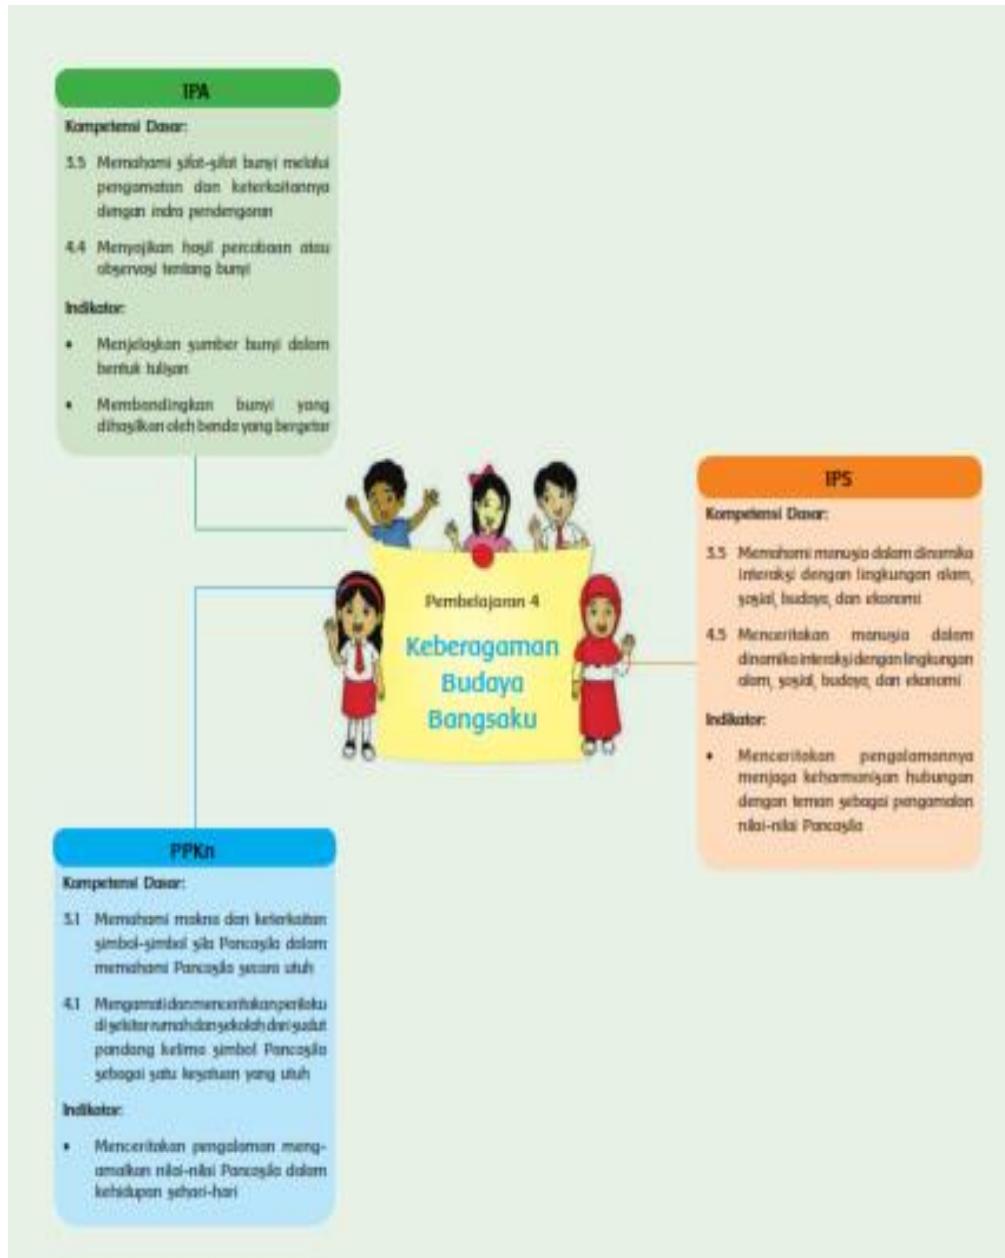 IPA
Kompetensi Dasar:
3.5 Memahami sifat-sifat bunyi melalui
pengamatan dan keterkaitannya
dengan indra pendengaran
4.4 Menyajikan hasil percobaan atau
observasi tentang bunyi
Indikator:
• Menjelaskan sumber bunyi dalam
bentuk tulisan
• Membandingkan bunyi yang
dihasilkan oleh benda yang bergetar
Pembelajaran 4
Keberagaman
Budaya
Bangsaku
IPS
Kompetensi Dasar:
3.5 Memahami manusia dalam dinamika
interaksi dengan lingkungan alam,
sosial, budaya, dan ekonomi
4.5 Menceritakan manusia dalam
dinamika interaksi dengan lingkungan
alam, sosial, budaya, dan ekonomi
Indikator:
• Menceritakan pengalamannya
menjaga keharmonisan hubungan
dengan teman sebagai pengamalan
nilai-nilai Pancasila
PPKn
Kompetensi Dasar:
3.1 Memahami makna dan keterkaitan
simbol-simbol sila Pancasila dalam
memahami Pancasila secara utuh
4.1 Mengamati dan menceritakan perilaku
di sekitar rumah dan sekolah dari sudut
pandang kelima simbol Pancasila
sebagai satu kesatuan yang utuh
Indikator:
• Menceritakan pengalaman meng-
amalkan nilai-nilai Pancasila dalam
kehidupan sehari-hari